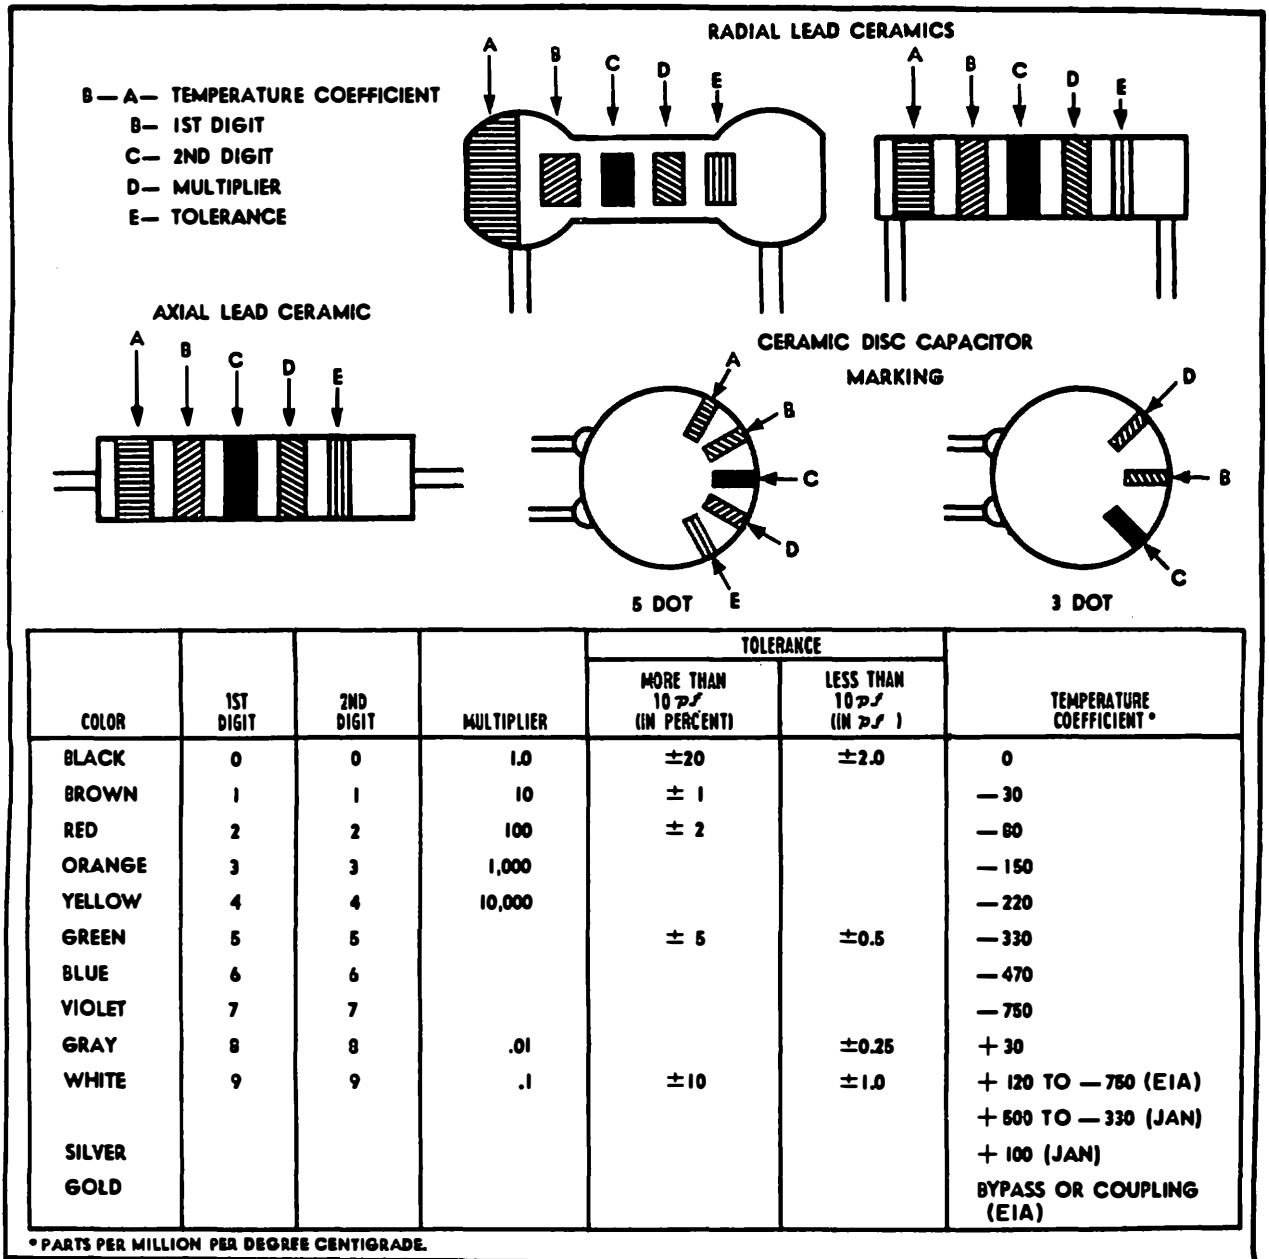 RADIAL LEAD CERAMICS
A B C D E
A B C D E
B—A— TEMPERATURE COEFFICIENT
B— 1ST DIGIT
C— 2ND DIGIT
D— MULTIPLIER
E— TOLERANCE
AXIAL LEAD CERAMIC
A B C D E
CERAMIC DISC CAPACITOR
MARKING
A
B
C
D
E
5 DOT
D
B
C
3 DOT
COLOR 1ST DIGIT 2ND DIGIT MULTIPLIER TOLERANCE MORE THAN 10 pf (IN PERCENT) LESS THAN 10 pf (IN pf ) TEMPERATURE COEFFICIENT*
BLACK 0 0 1.0 ±20 ±2.0 0
BROWN 1 1 10 ± 1 —30
RED 2 2 100 ± 2 —80
ORANGE 3 3 1,000 —150
YELLOW 4 4 10,000 —220
GREEN 5 5 ± 5 ±0.5 —330
BLUE 6 6 —470
VIOLET 7 7 —750
GRAY 8 8 .01 ±0.25 +30
WHITE 9 9 .1 ±10 ±1.0 + 120 TO —750 (EIA)
+500 TO —330 (JAN)
SILVER + 100 (JAN)
GOLD BYPASS OR COUPLING
(EIA)
* PARTS PER MILLION PER DEGREE CENTIGRADE.